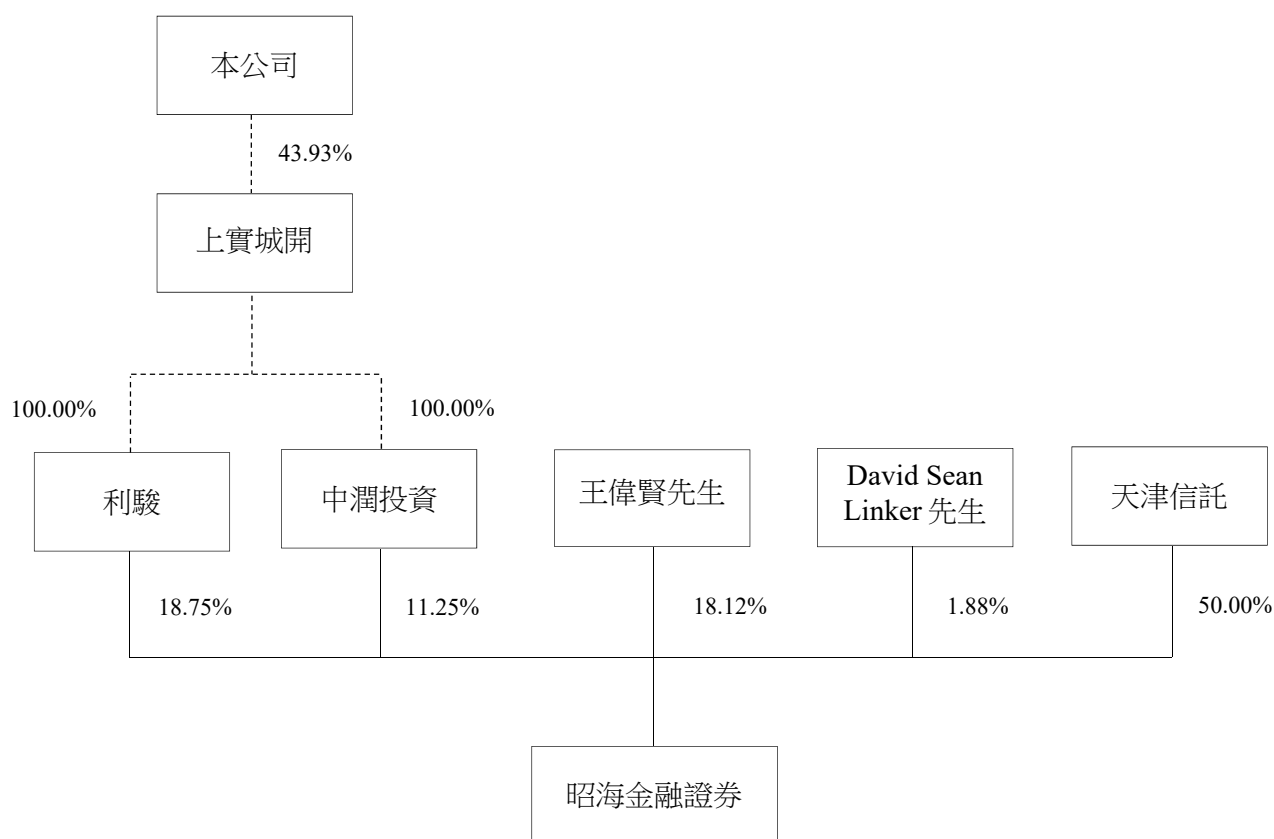 本公司
43.93%
上實城開
100.00%
100.00%
利駿
中潤投資
王偉賢先生
David Sean
Linker 先生
天津信託
18.75%
11.25%
18.12%
1.88%
50.00%
昭海金融證券